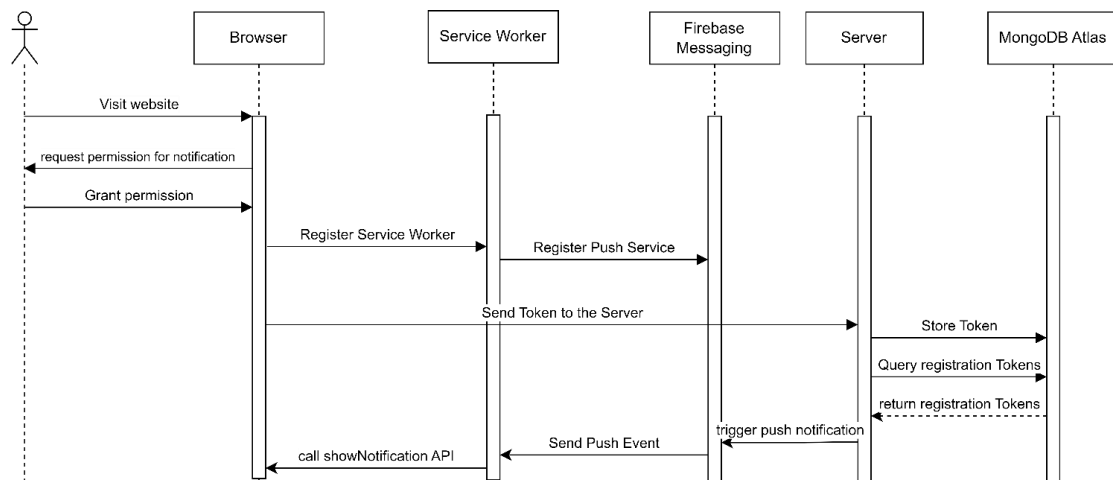 Browser
Service Worker
Firebase
Messaging
Server
MongoDB Atlas
Visit website
request permission for notification
Grant permission
Register Service Worker
Register Push Service
Send Token to the Server
Store Token
Query registration Tokens
return registration Tokens
trigger push notification
Send Push Event
call showNotification API